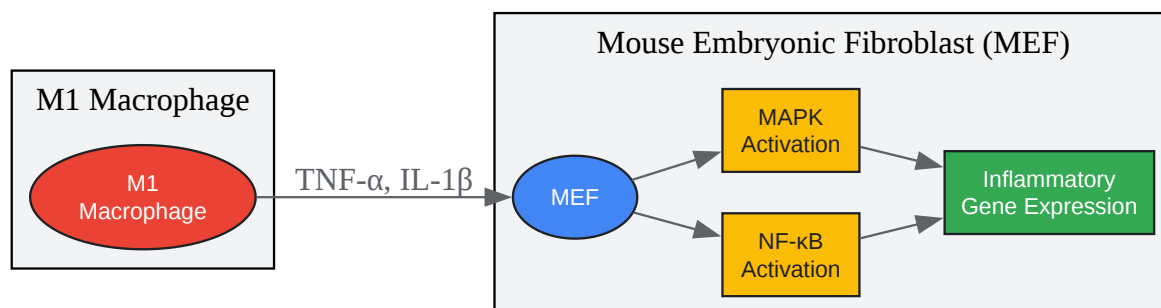 M1 Macrophage
M1
Macrophage
TNF-α, IL-1β
Mouse Embryonic Fibroblast (MEF)
MEF
MAPK
Activation
NF-κB
Activation
Inflammatory
Gene Expression